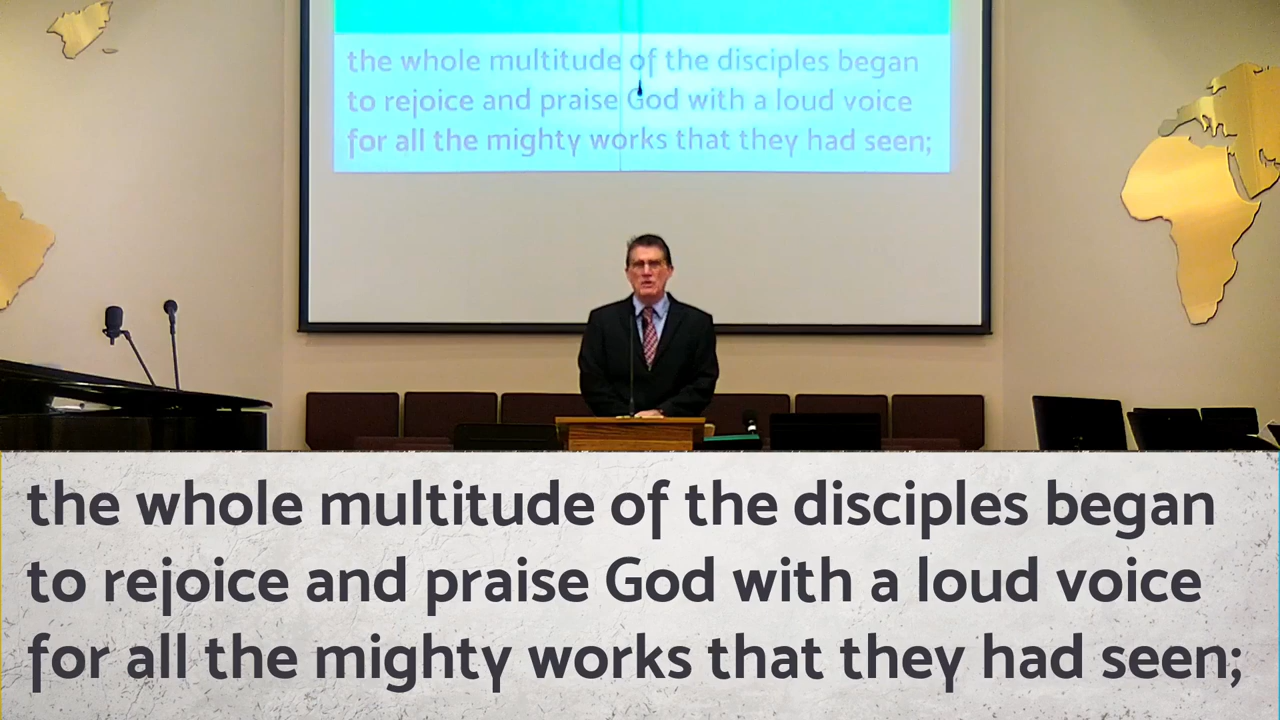 the whole multitude of the disciples began
to rejoice and praise God with a loud voice
for all the mighty works that they had seen;
the whole multitude of the disciples began
to rejoice and praise God with a loud voice
for all the mighty works that they had seen;